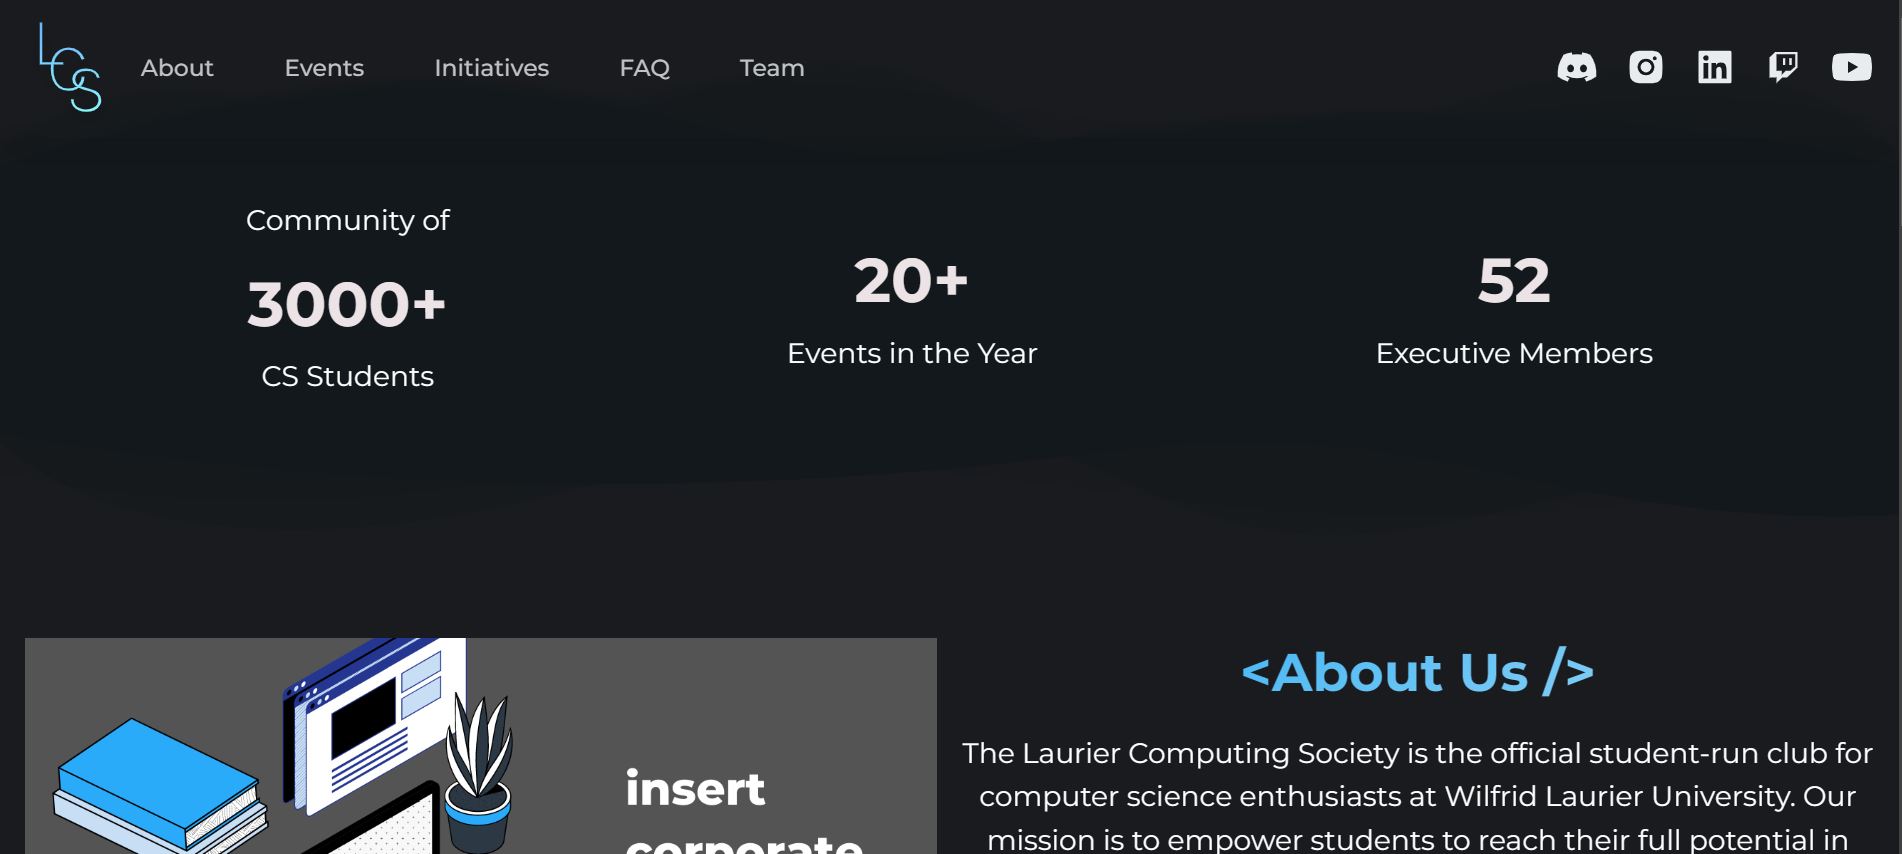 LCS
About Events Initiatives FAQ Team
Community of
3000+
CS Students
20+
Events in the Year
52
Executive Members
insert
corporate
<About Us />
The Laurier Computing Society is the official student-run club for
computer science enthusiasts at Wilfrid Laurier University. Our
mission is to empower students to reach their full potential in